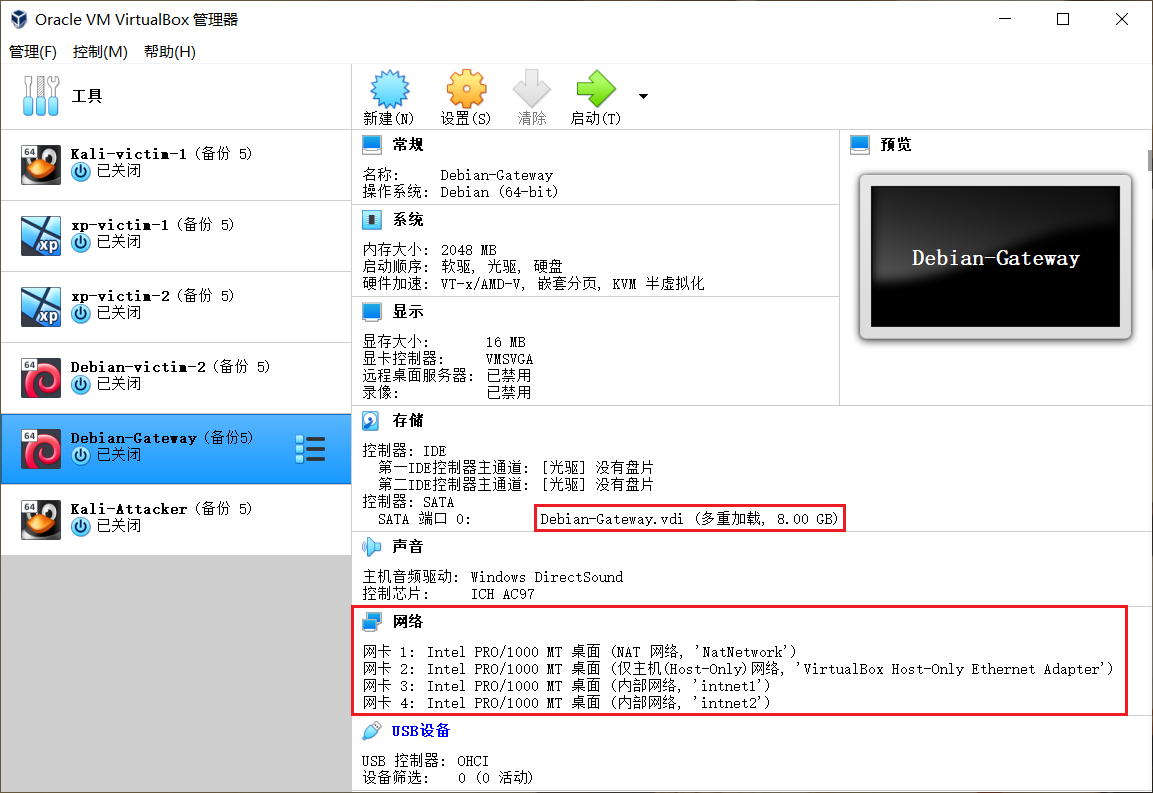 Oracle VM VirtualBox 管理器
管理(F) 控制(M) 帮助(H)
工具
新建(N) 设置(S) 清除 启动(T)
64
Kali-victim-1 (备份 5)
已关闭
xp
xp-victim-1 (备份 5)
已关闭
xp
xp-victim-2 (备份 5)
已关闭
64
Debian-victim-2 (备份 5)
已关闭
64
Debian-Gateway (备份5)
已关闭
64
Kali-Attacker (备份 5)
已关闭
常规
名称: Debian-Gateway
操作系统: Debian (64-bit)
系统
内存大小: 2048 MB
启动顺序: 软驱, 光驱, 硬盘
硬件加速: VT-x/AMD-V, 嵌套分页, KVM 半虚拟化
显示
显存大小: 16 MB
显卡控制器: VMSVGA
远程桌面服务器: 已禁用
录像: 已禁用
存储
控制器: IDE
第一IDE控制器主通道: [光驱] 没有盘片
第二IDE控制器主通道: [光驱] 没有盘片
控制器: SATA
SATA 端口 0: Debian-Gateway.vdi (多重加载, 8.00 GB)
声音
主机音频驱动: Windows DirectSound
控制芯片: ICH AC97
网络
网卡 1: Intel PRO/1000 MT 桌面 (NAT 网络, 'NatNetwork')
网卡 2: Intel PRO/1000 MT 桌面 (仅主机(Host-Only)网络, 'VirtualBox Host-Only Ethernet Adapter')
网卡 3: Intel PRO/1000 MT 桌面 (内部网络, 'intnet1')
网卡 4: Intel PRO/1000 MT 桌面 (内部网络, 'intnet2')
USB设备
USB 控制器: OHCI
设备筛选: 0 (0 活动)
预览
Debian-Gateway